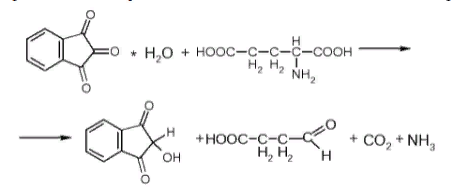 O
O
O
* H₂O + HOOC-C-C-C-COOH
H₂ H₂ H
NH₂
O
H
OH
O
+HOOC-C-C-C O
H₂ H₂ H
+ CO₂ + NH₃